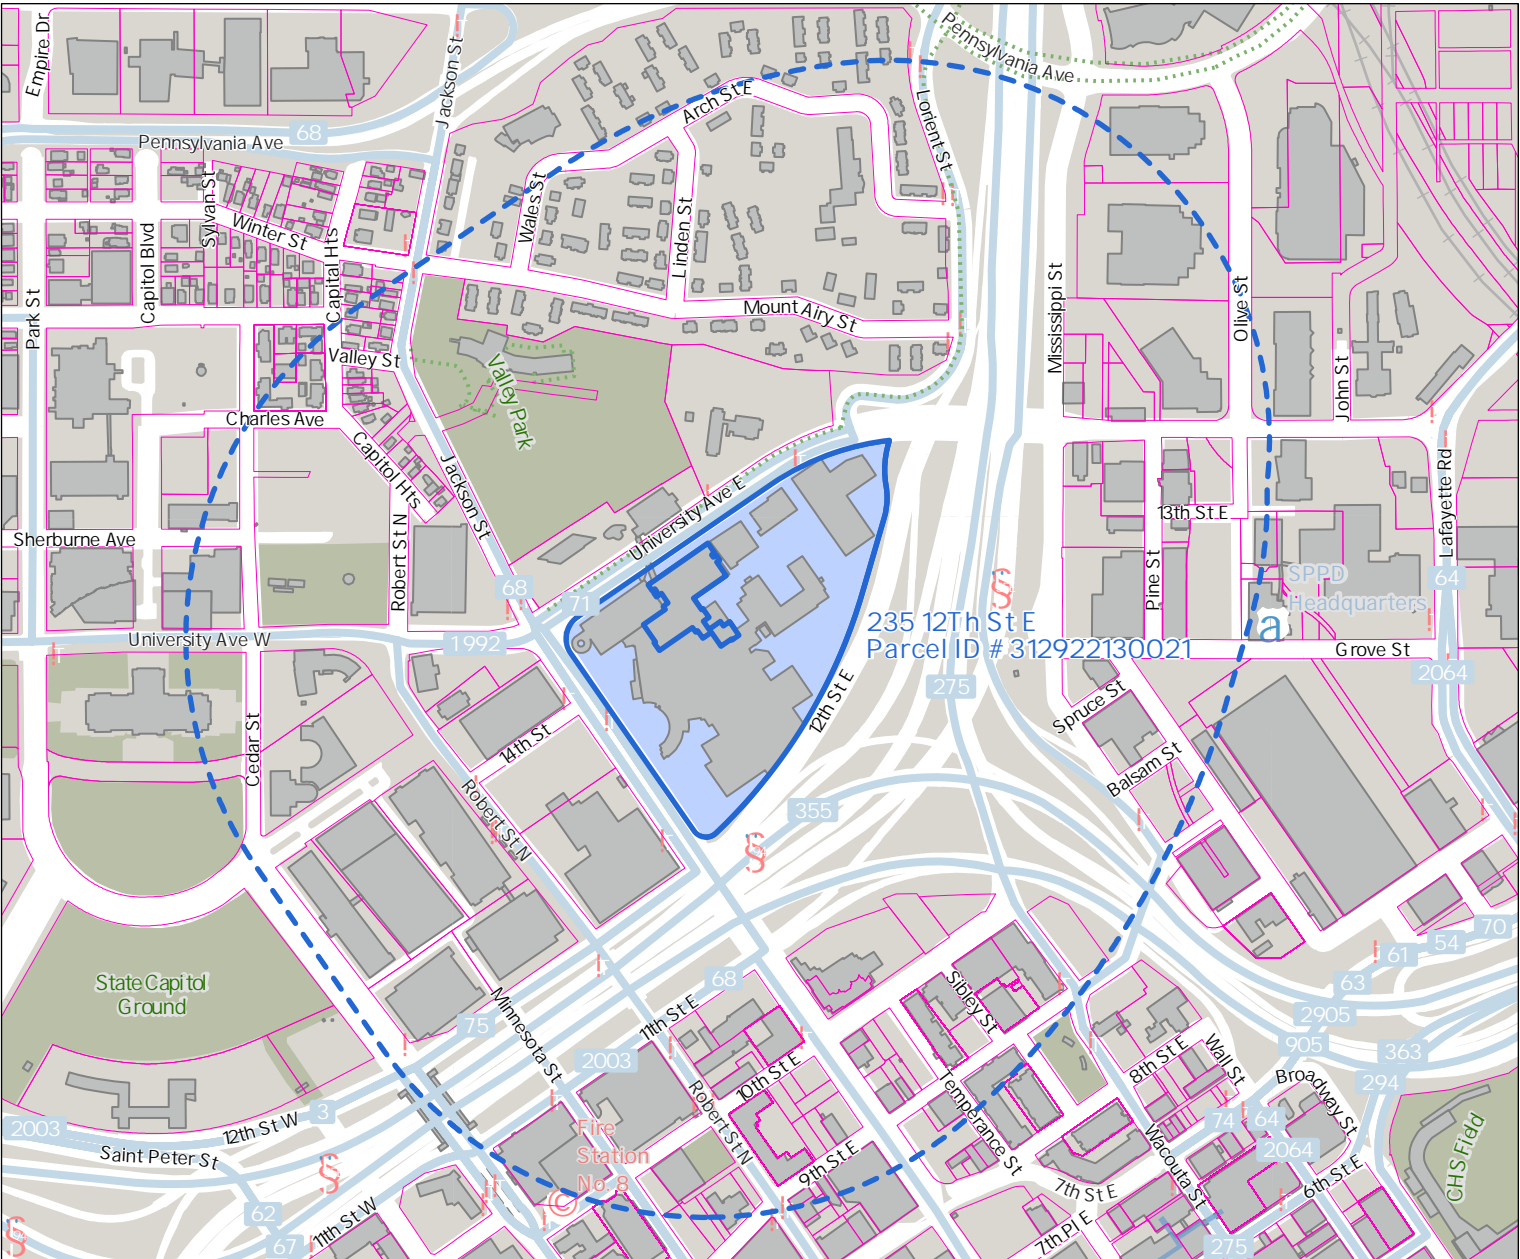 Empire Dr
Jackson St
Pennsylvania Ave
Pennsylvania Ave
68
Arch St E
Lorient St
Sylvan St
Winter St
Capitol Blvd
Capital Hts
Wales St
Linden St
Park St
Mount Airy St
Mississippi St
Olive St
John St
Valley St
Valley Park
Charles Ave
Capitol Hts
Jackson St
University Ave E
Lafayette Rd
13th St E
Sherburne Ave
Robert St N
Pine St
68
71
SPPD
Headquarters
64
a
235 12Th St E
Parcel ID # 312922130021
University Ave W
1992
Grove St
2064
275
Spruce St
12th St E
Cedar St
14th St
Balsam St
Robert St N
355
70
54
61
63
2905
State Capitol
Ground
68
Sibley St
Minnesota St
75
11th St E
2003
10th St E
905
363
8th St E
Wall St
Broadway St
294
Temperance St
Robert St N
3
12th St W
2003
Saint Peter St
Fire
Station
No. 8
©
9th St E
74
64
2064
Wacouta St
7th St E
6th St E
CHS Field
62
11th St W
67
7th Pl E
275